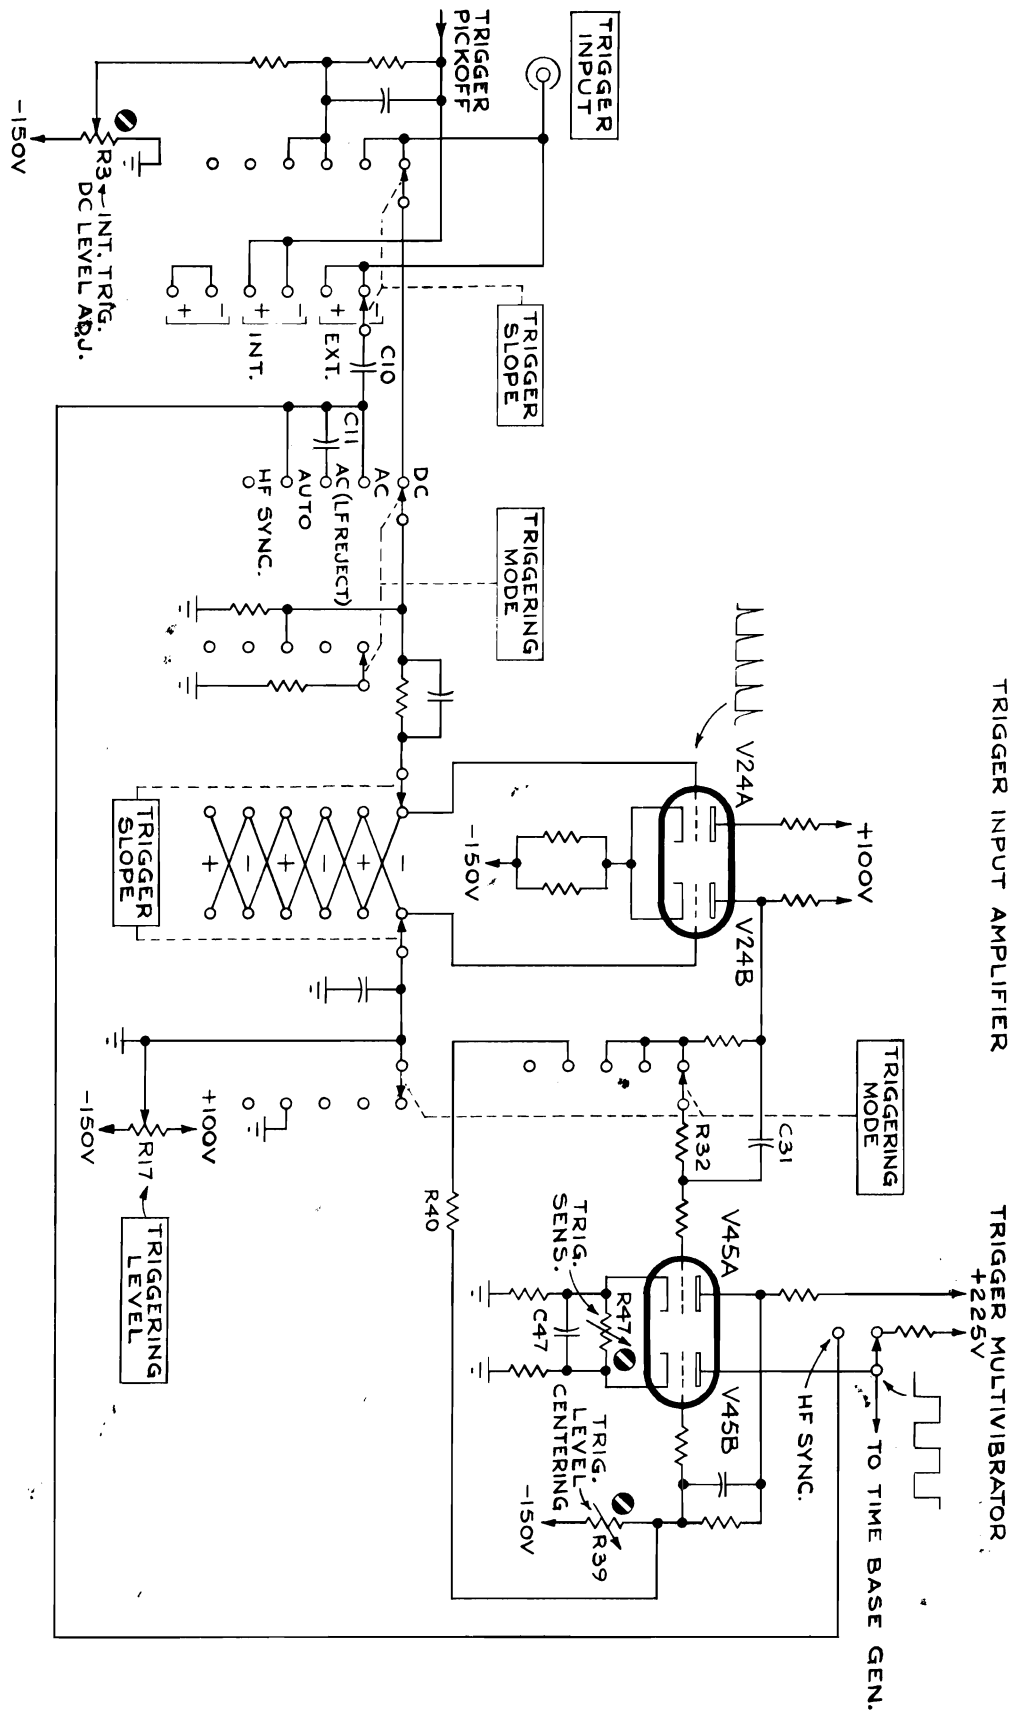 TRIGGER INPUT AMPLIFIER
TRIGGER MULTIVIBRATOR
+225V
TRIGGER
INPUT
TRIGGER
PICKOFF
-150V
R3
INT. TRIG.
DC LEVEL ADJ.
TRIGGER
SLOPE
-
+
EXT.
-
+
INT.
-
+
C10
C11
DC
AC
AC (LF REJECT)
AUTO
HF SYNC.
TRIGGERING
MODE
V24A
V24B
+100V
-150V
TRIGGER
SLOPE
-
+
-
+
-
+
TRIGGERING
MODE
C31
R32
R40
+100V
-150V
R17
TRIGGERING
LEVEL
V45A
V45B
TRIG.
SENS.
R47
C47
TRIG.
LEVEL
CENTERING
R39
-150V
HF SYNC.
TO TIME BASE GEN.